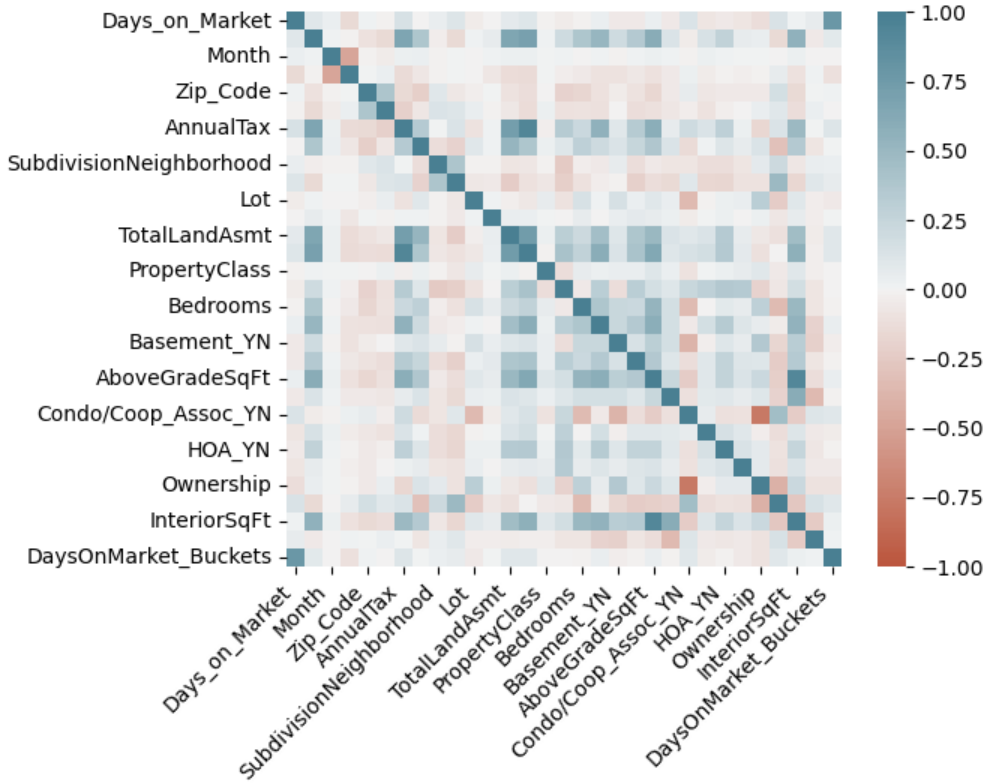 Days_on_Market
Month
Zip_Code
AnnualTax
SubdivisionNeighborhood
Lot
TotalLandAsmt
PropertyClass
Bedrooms
Basement_YN
AboveGradeSqFt
Condo/Coop_Assoc_YN
HOA_YN
Ownership
InteriorSqFt
DaysOnMarket_Buckets
Days_on_Market
Month
Zip_Code
AnnualTax
SubdivisionNeighborhood
Lot
TotalLandAsmt
PropertyClass
Bedrooms
Basement_YN
AboveGradeSqFt
Condo/Coop_Assoc_YN
HOA_YN
Ownership
InteriorSqFt
DaysOnMarket_Buckets
1.00
0.75
0.50
0.25
0.00
−0.25
−0.50
−0.75
−1.00